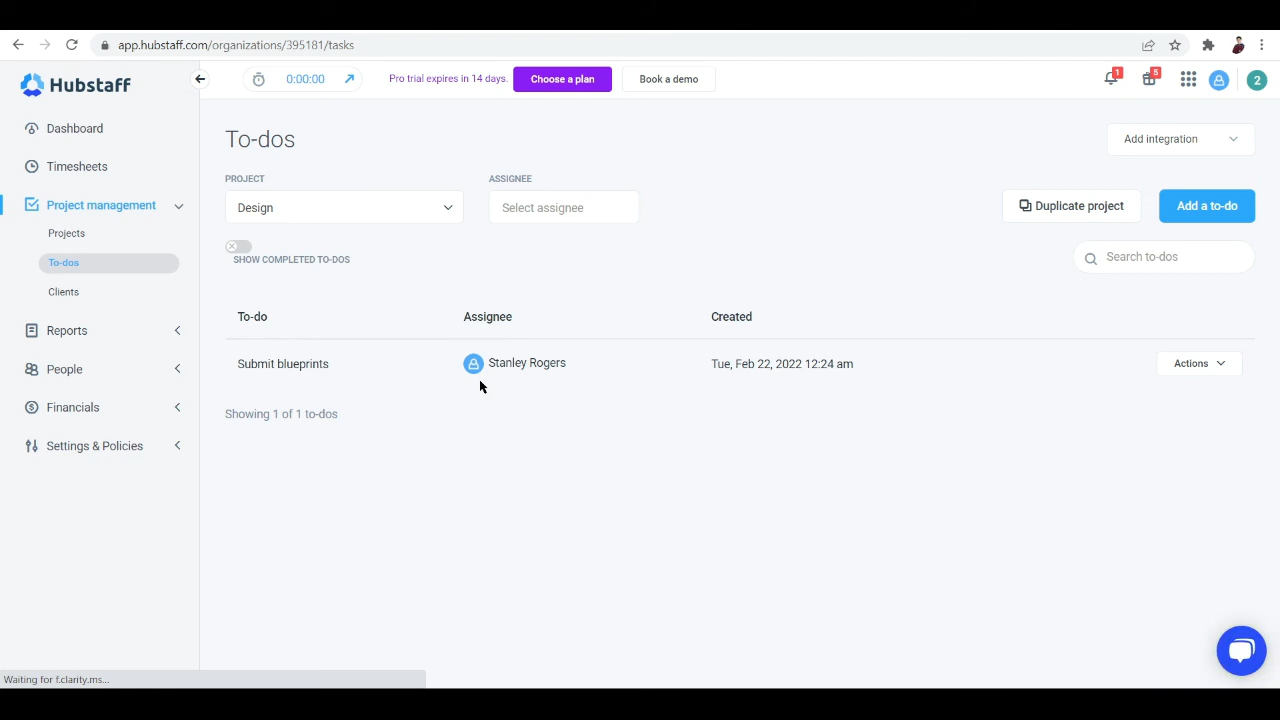 app.hubstaff.com/organizations/395181/tasks
Hubstaff
0:00:00
Pro trial expires in 14 days.
Choose a plan
Book a demo
1
5
2
Dashboard
Timesheets
Project management
Projects
To-dos
Clients
Reports
People
Financials
Settings & Policies
To-dos
Add integration
PROJECT
ASSIGNEE
Design
Select assignee
Duplicate project
Add a to-do
SHOW COMPLETED TO-DOS
Search to-dos
To-do Assignee Created
Submit blueprints Stanley Rogers Tue, Feb 22, 2022 12:24 am Actions
Showing 1 of 1 to-dos
Waiting for f.clarity.ms...